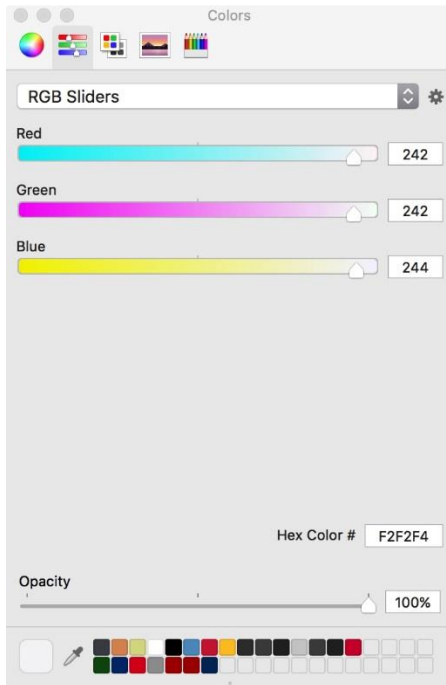 Colors
RGB Sliders
Red
242
Green
242
Blue
244
Hex Color # F2F2F4
Opacity
100%